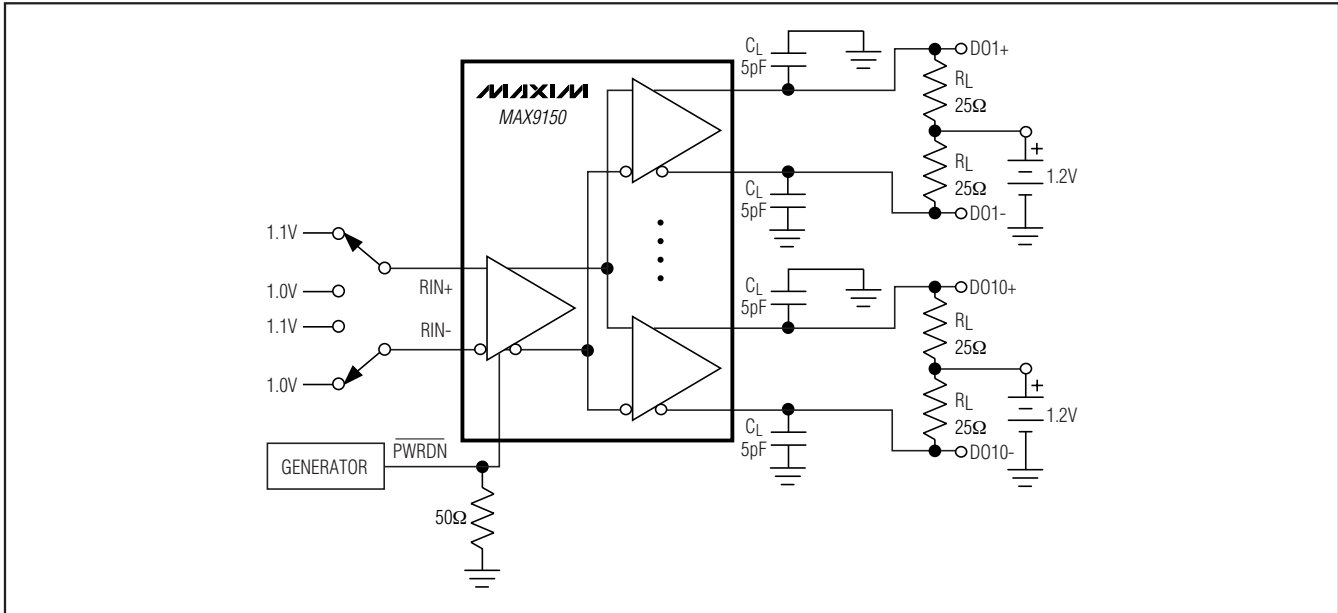 CL
5pF
DO1+
RL
25Ω
MAXIM
MAX9150
+
1.2V
CL
5pF
RL
25Ω
DO1-
1.1V
RIN+
1.0V
1.1V
RIN-
1.0V
CL
5pF
DO10+
RL
25Ω
+
1.2V
CL
5pF
RL
25Ω
DO10-
GENERATOR
PWRDN
50Ω